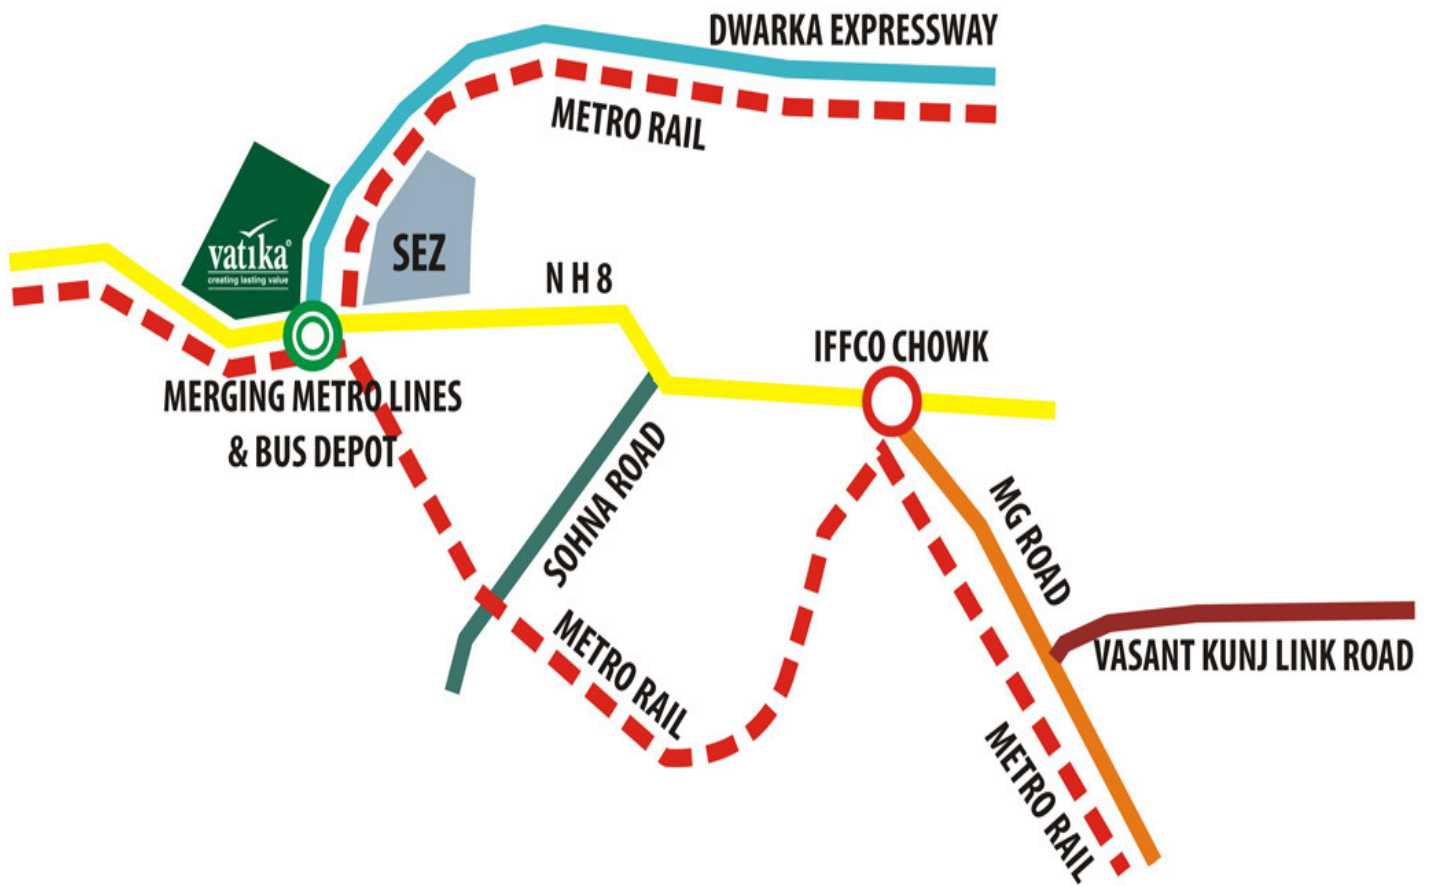 DWARKA EXPRESSWAY
METRO RAIL
vatika®
creating lasting value
SEZ
N H 8
IFFCO CHOWK
MERGING METRO LINES
& BUS DEPOT
SOHNA ROAD
MG ROAD
METRO RAIL
VASANT KUNJ LINK ROAD
METRO RAIL